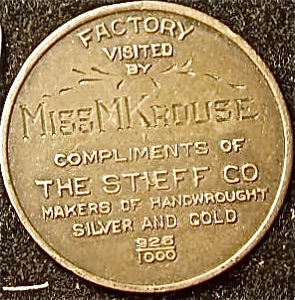 FACTORY
VISITED
BY
MISS M KROUSE
COMPLIMENTS OF
THE STIEFF CO
MAKERS OF HANDWROUGHT
SILVER AND GOLD
925
1000